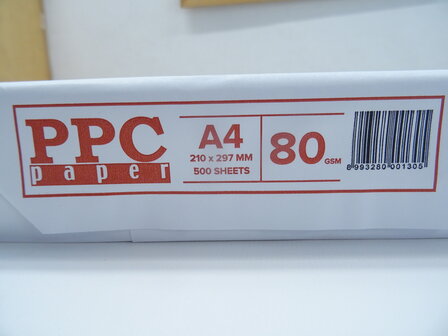 PPC
paper
A4
210 x 297 MM
500 SHEETS
80 GSM
8 993280 001305